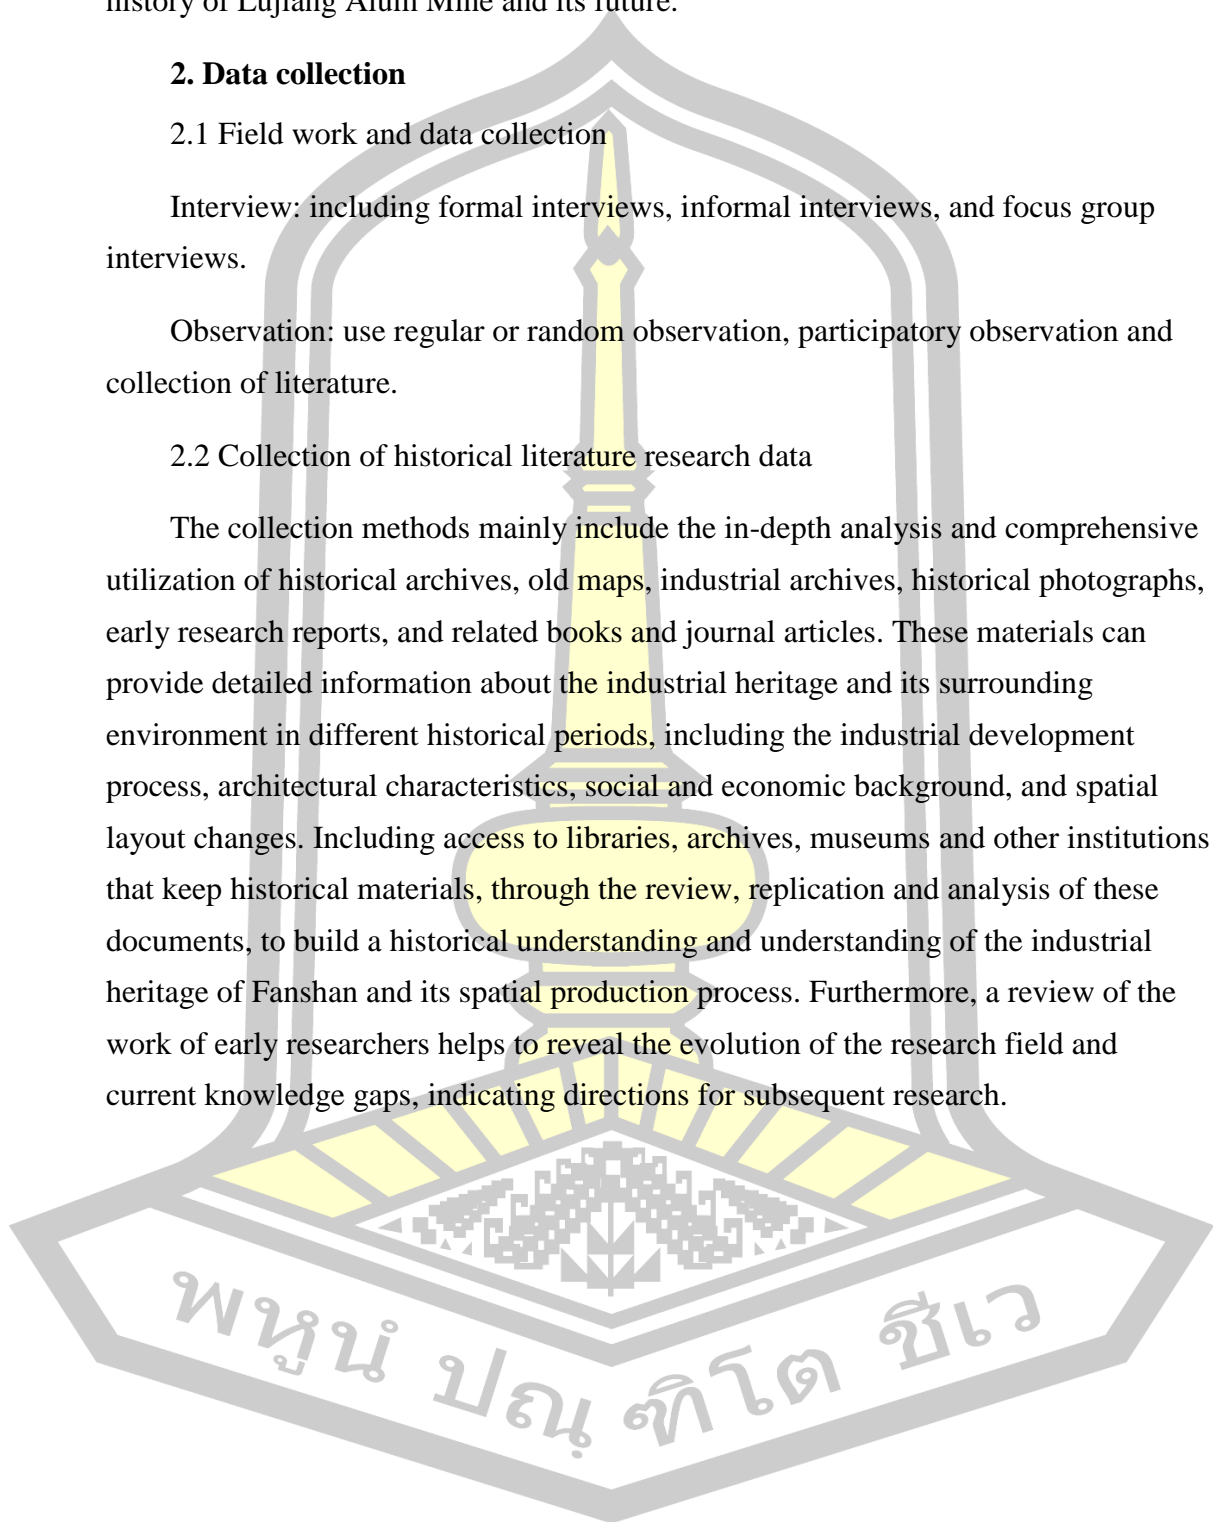 history of Lujiang Alum Mine and its future.
2. Data collection
2.1 Field work and data collection
Interview: including formal interviews, informal interviews, and focus group
interviews.
Observation: use regular or random observation, participatory observation and
collection of literature.
2.2 Collection of historical literature research data
The collection methods mainly include the in-depth analysis and comprehensive
utilization of historical archives, old maps, industrial archives, historical photographs,
early research reports, and related books and journal articles. These materials can
provide detailed information about the industrial heritage and its surrounding
environment in different historical periods, including the industrial development
process, architectural characteristics, social and economic background, and spatial
layout changes. Including access to libraries, archives, museums and other institutions
that keep historical materials, through the review, replication and analysis of these
documents, to build a historical understanding and understanding of the industrial
heritage of Fanshan and its spatial production process. Furthermore, a review of the
work of early researchers helps to reveal the evolution of the research field and
current knowledge gaps, indicating directions for subsequent research.
พหูนํ ปณฺฑิโต ชีเว